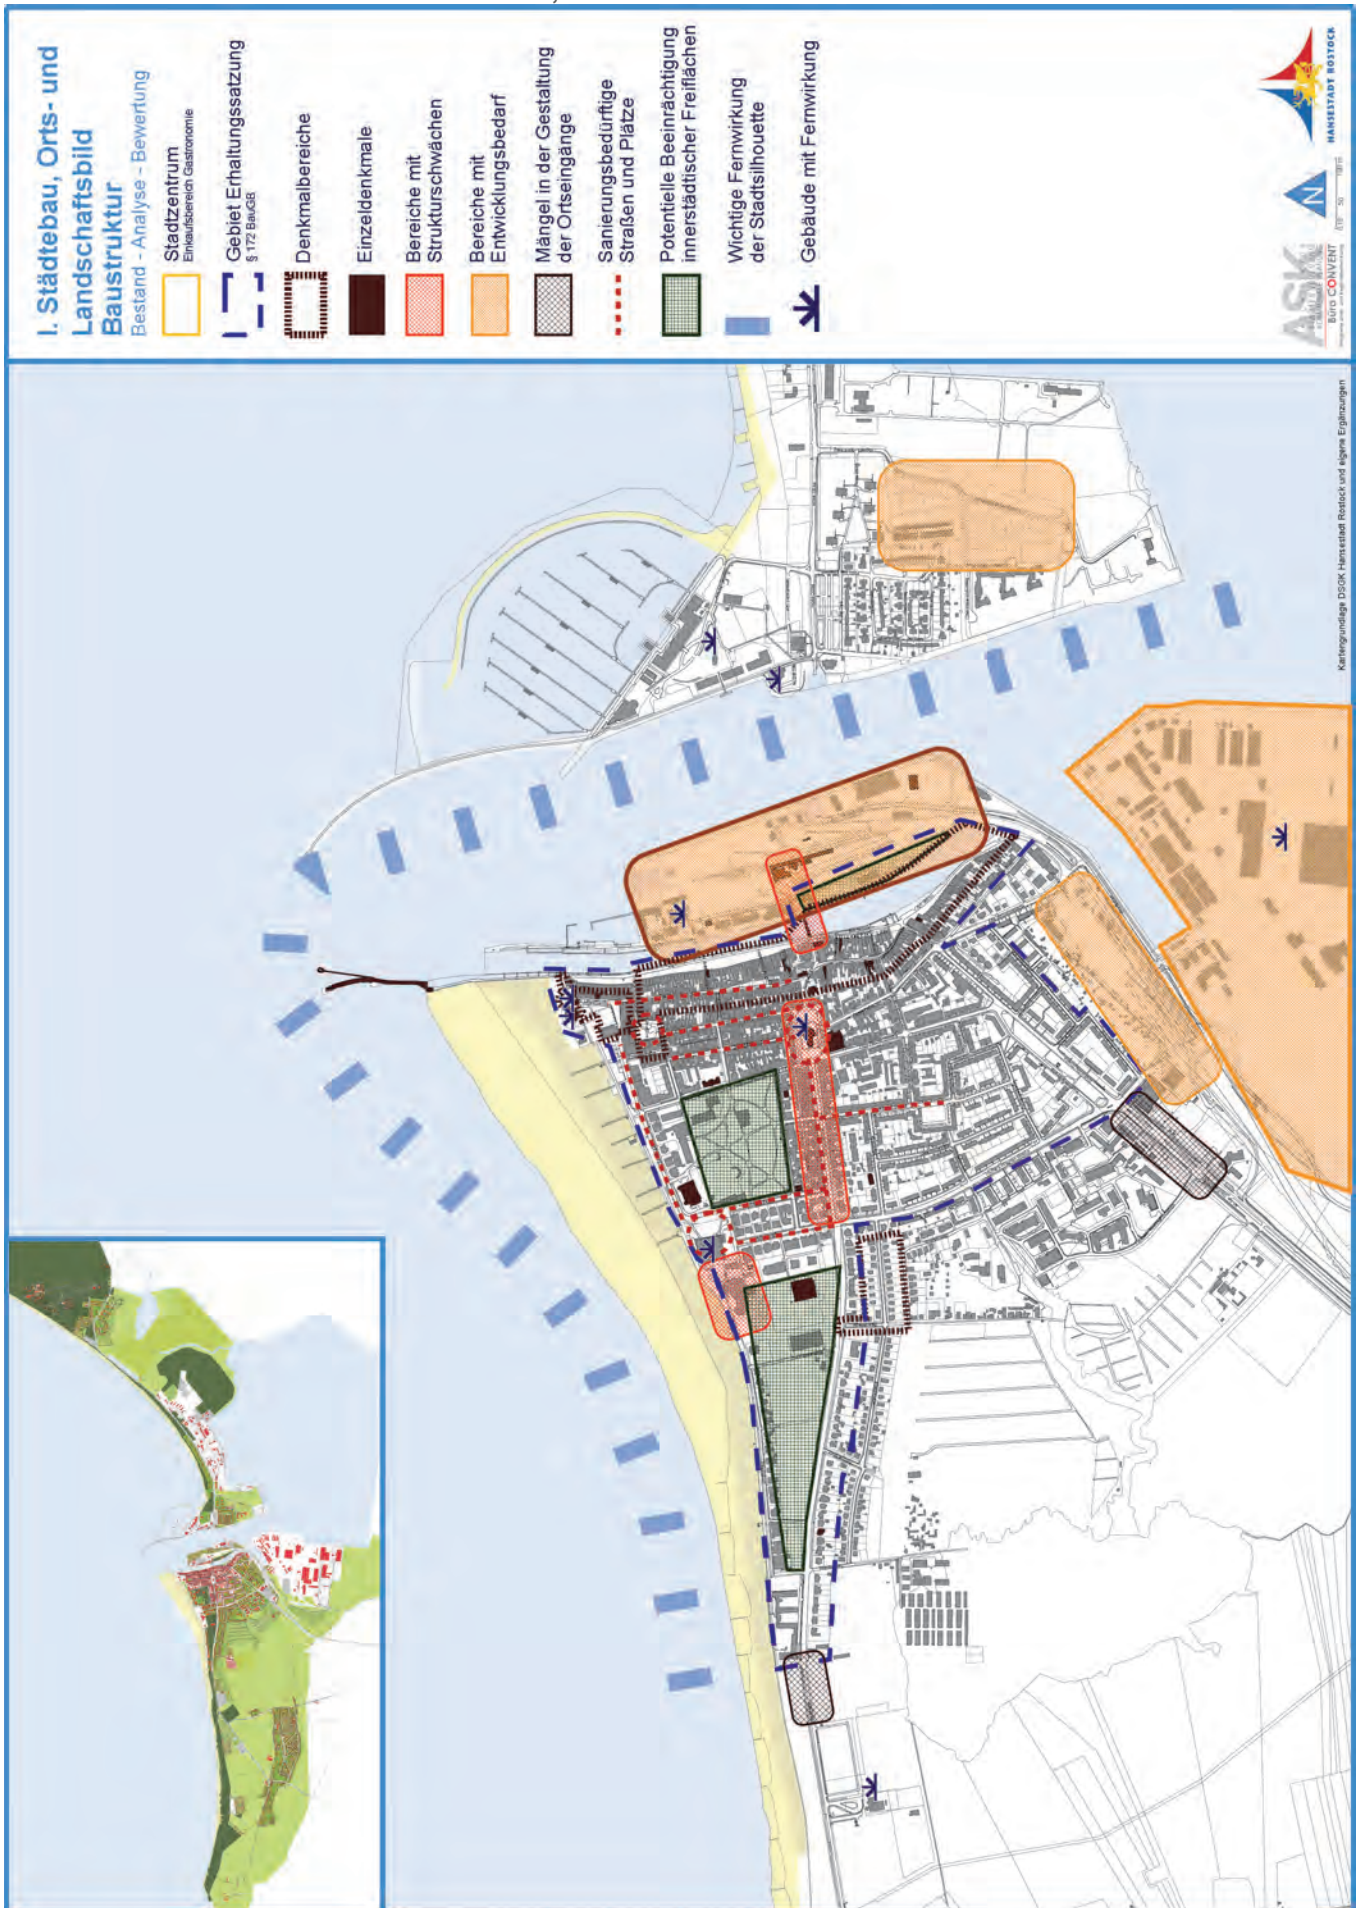 I. Städtebau, Orts- und
Landschaftsbild
Baustruktur
Bestand - Analyse - Bewertung
Stadtzentrum
Einkaufsbereich Gastronomie
Gebiet Erhaltungssatzung
§ 172 BauGB
Denkmalbereiche
Einzeldenkmale
Bereiche mit
Strukturschwächen
Bereiche mit
Entwicklungsbedarf
Mängel in der Gestaltung
der Ortseingänge
Sanierungsbedürftige
Straßen und Plätze
Potentielle Beeinrächtigung
innerstädtischer Freiflächen
Wichtige Fernwirkung
der Stadtsilhouette
Gebäude mit Fernwirkung
ASK
Büro CONVENT
N
HANSESTADT ROSTOCK
Kartengrundlage DSGK Hansestadt Rostock und eigene Ergänzungen